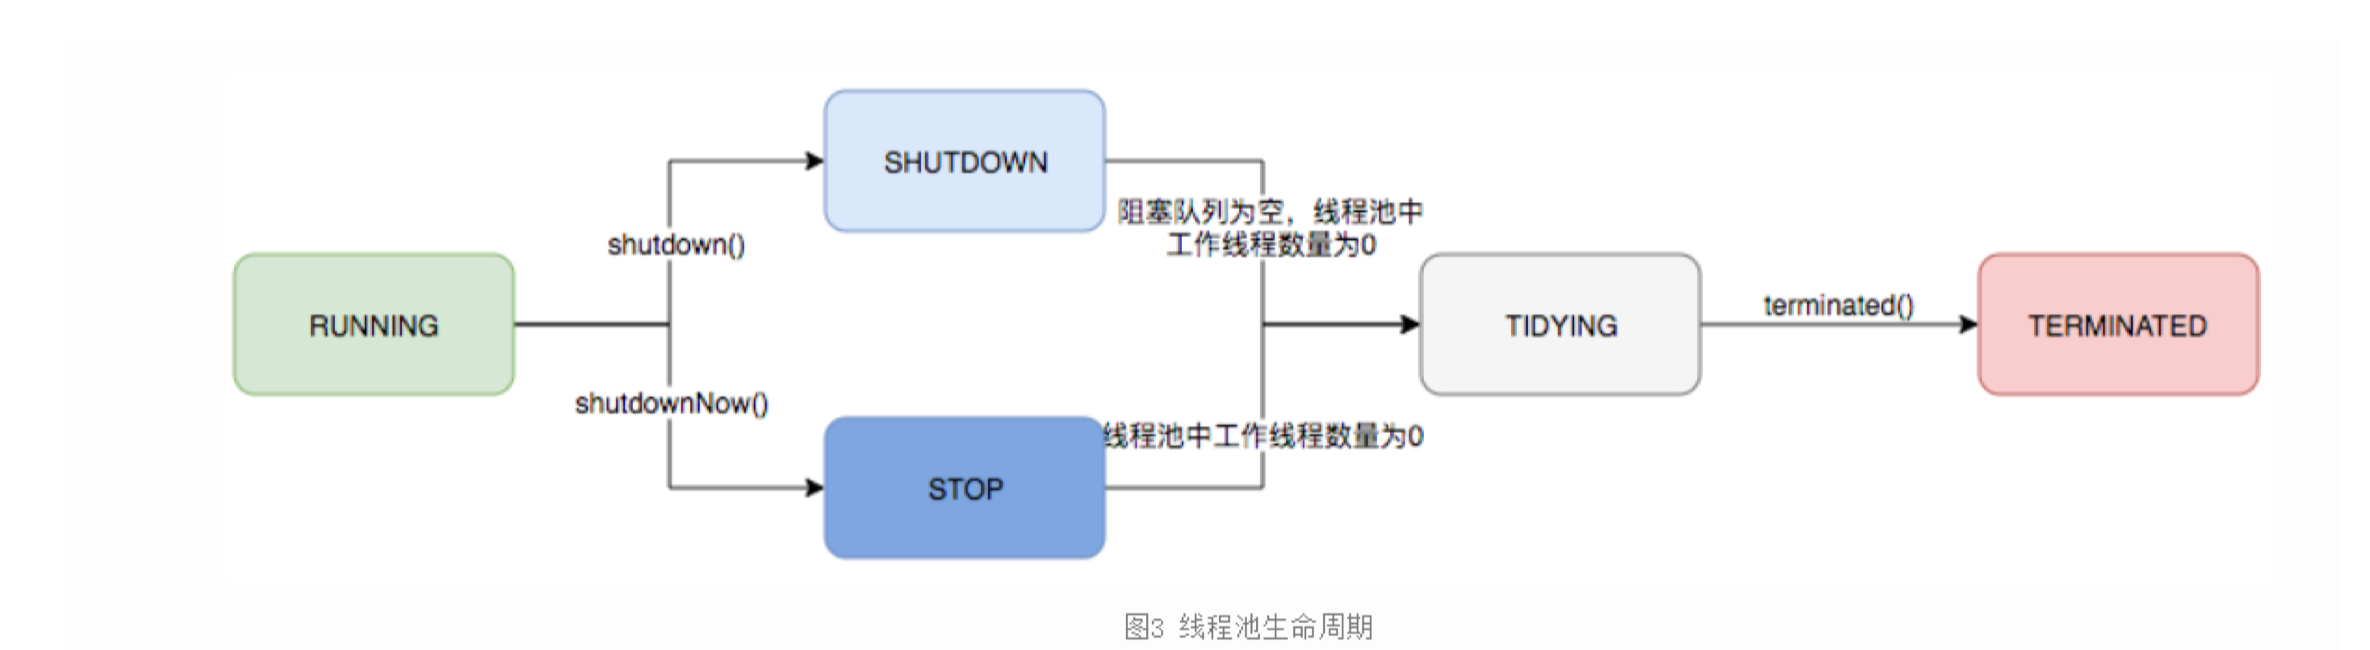 SHUTDOWN
阻塞队列为空，线程池中
工作线程数量为0
shutdown()
RUNNING
TIDYING
terminated()
TERMINATED
shutdownNow()
线程池中工作线程数量为0
STOP
图3 线程池生命周期